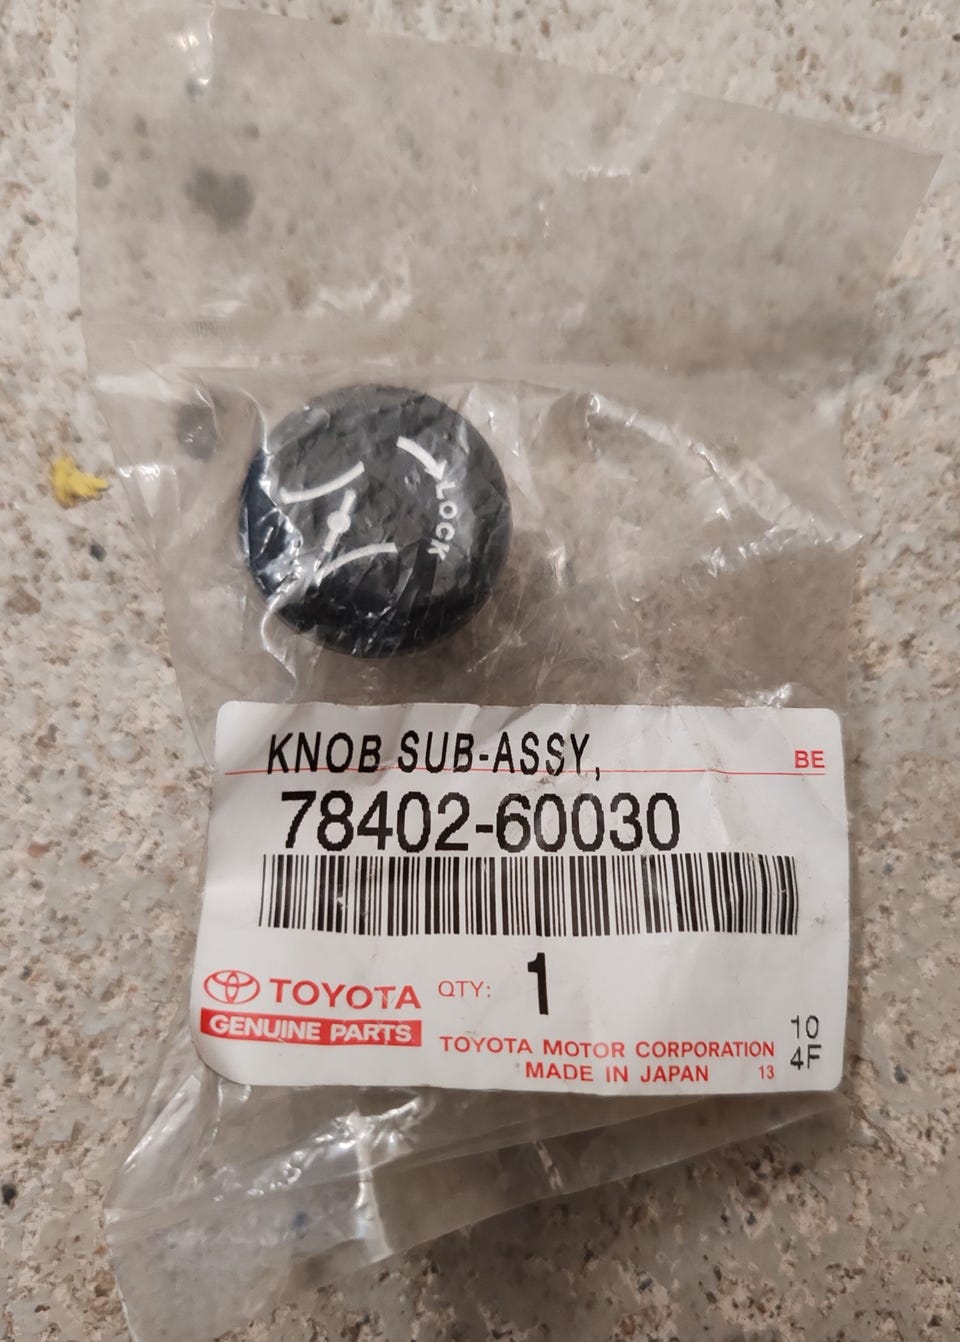 LOCK
KNOB SUB-ASSY,
BE
78402-60030
TOYOTA
GENUINE PARTS
QTY: 1
TOYOTA MOTOR CORPORATION
MADE IN JAPAN 13
10
4F